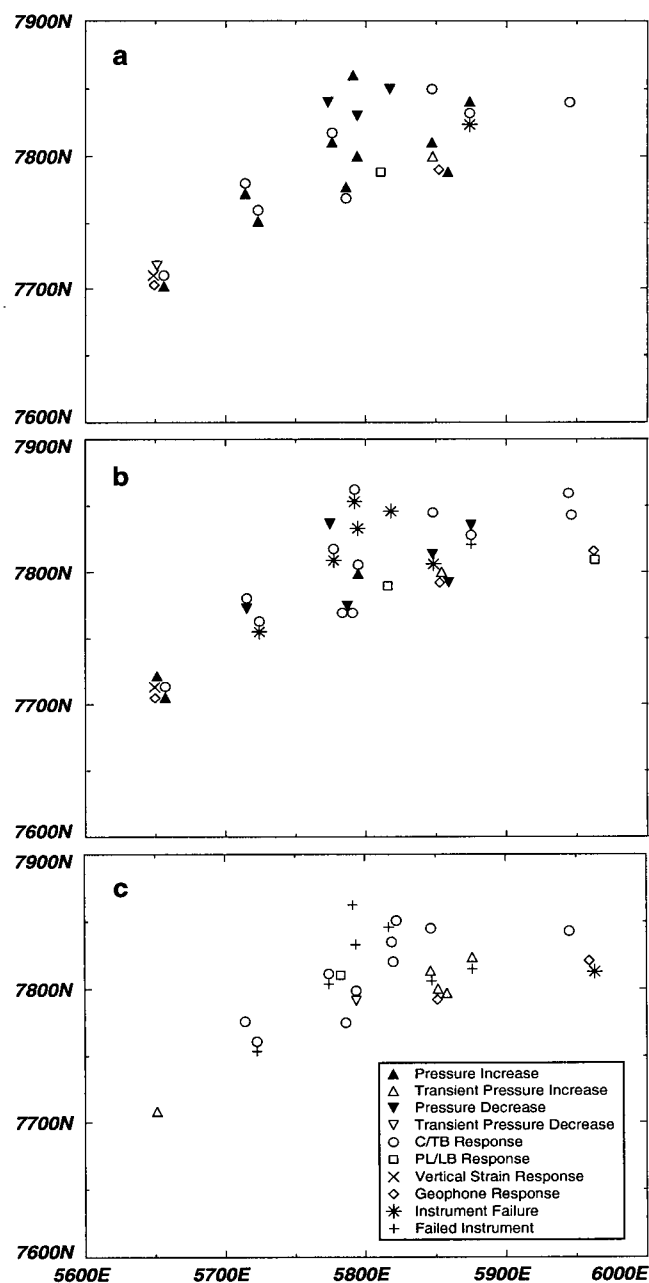 7900N
a
7800N
7700N
7600N
7900N
b
7800N
7700N
7600N
7900N
c
7800N
7700N
7600N
Pressure Increase
Transient Pressure Increase
Pressure Decrease
Transient Pressure Decrease
C/TB Response
PL/LB Response
Vertical Strain Response
Geophone Response
Instrument Failure
Failed Instrument
5600E 5700E 5800E 5900E 6000E